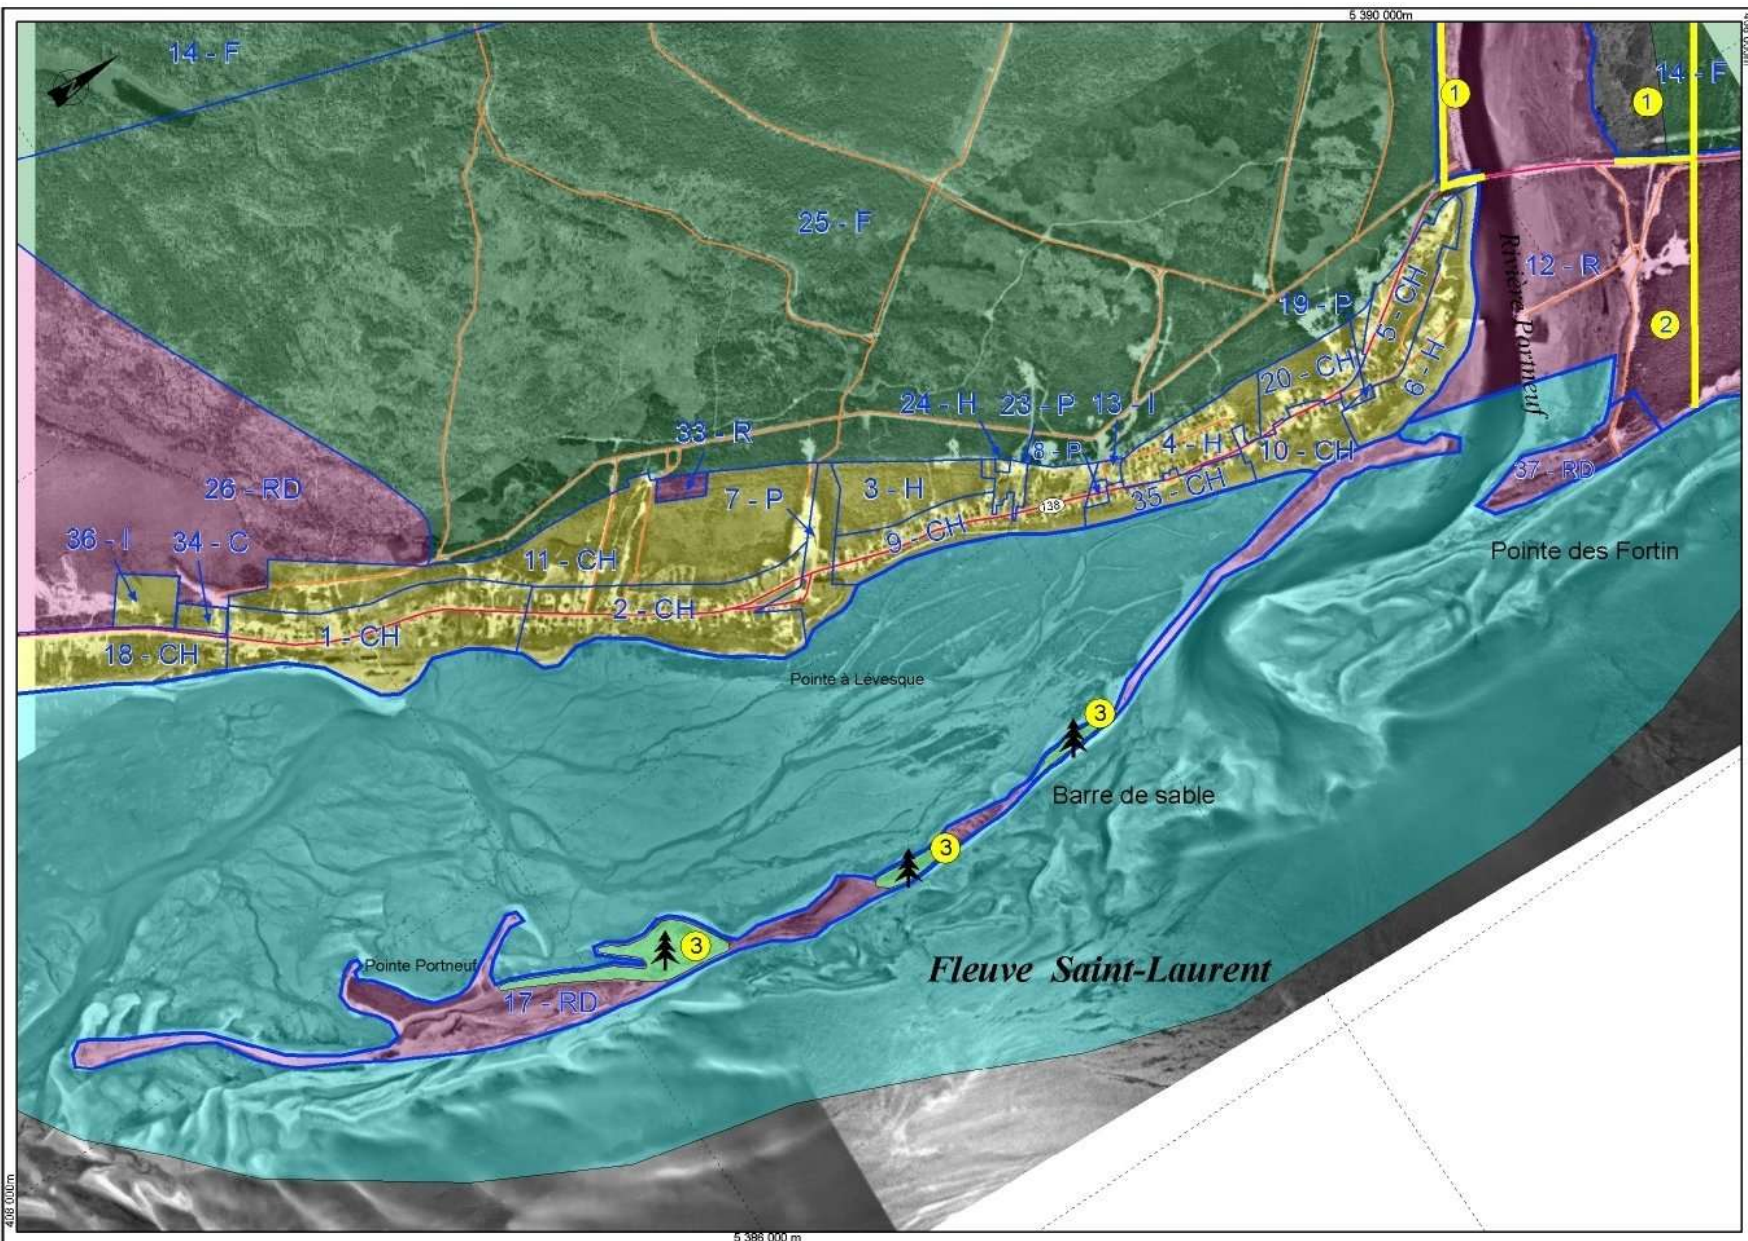 5 390 000m
14 - F
1
1
14 - F
25 - F
12 - R
Rivière Portneuf
19 - P
5 - CH
2
20 - CH
6 - H
24 - H
23 - P
13 - I
33 - R
8 - P
4 - H
10 - CH
37 - RD
26 - RD
7 - P
3 - H
35 - CH
138
9 - CH
36 - I
34 - C
11 - CH
Pointe des Fortin
2 - CH
1 - CH
18 - CH
Pointe à Lévesque
3
Barre de sable
3
3
Pointe Portneuf
Fleuve Saint-Laurent
17 - RD
408 000m
5 386 000 m